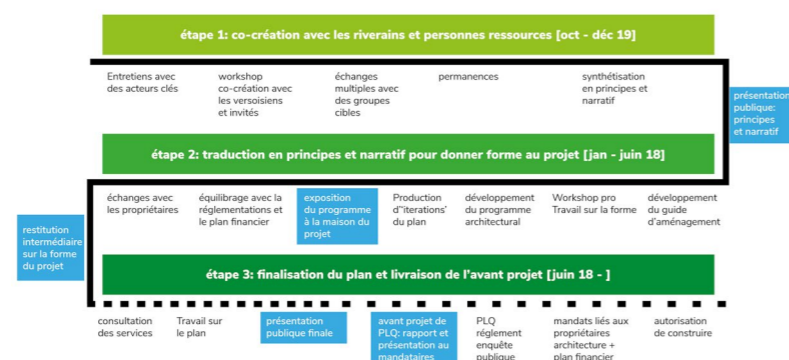 étape 1: co-création avec les riverains et personnes ressources [oct - déc 19]
Entretiens avec
des acteurs clés
workshop
co-création avec
les versoisiens
et invités
échanges
multiples avec
des groupes
cibles
permanences
synthétisation
en principes et
narratif
présentation
publique:
principes
et narratif
étape 2: traduction en principes et narratif pour donner forme au projet [jan - juin 18]
échanges avec
les propriétaires
équilibrage avec la
réglementations et
le plan financier
exposition
du programme
à la maison du
projet
Production
d"iterations'
du plan
développement
du programme
architectural
Workshop pro
Travail sur la forme
développement
du guide
d'aménagement
restitution
intermédiaire
sur la forme
du projet
étape 3: finalisation du plan et livraison de l'avant projet [juin 18 - ]
consultation
des services
Travail sur
le plan
présentation
publique finale
avant projet de
PLQ: rapport et
présentation au
mandataires
PLQ
réglement
enquête
publique
mandats liés aux
propriétaires
architecture +
plan financier
autorisation
de construire